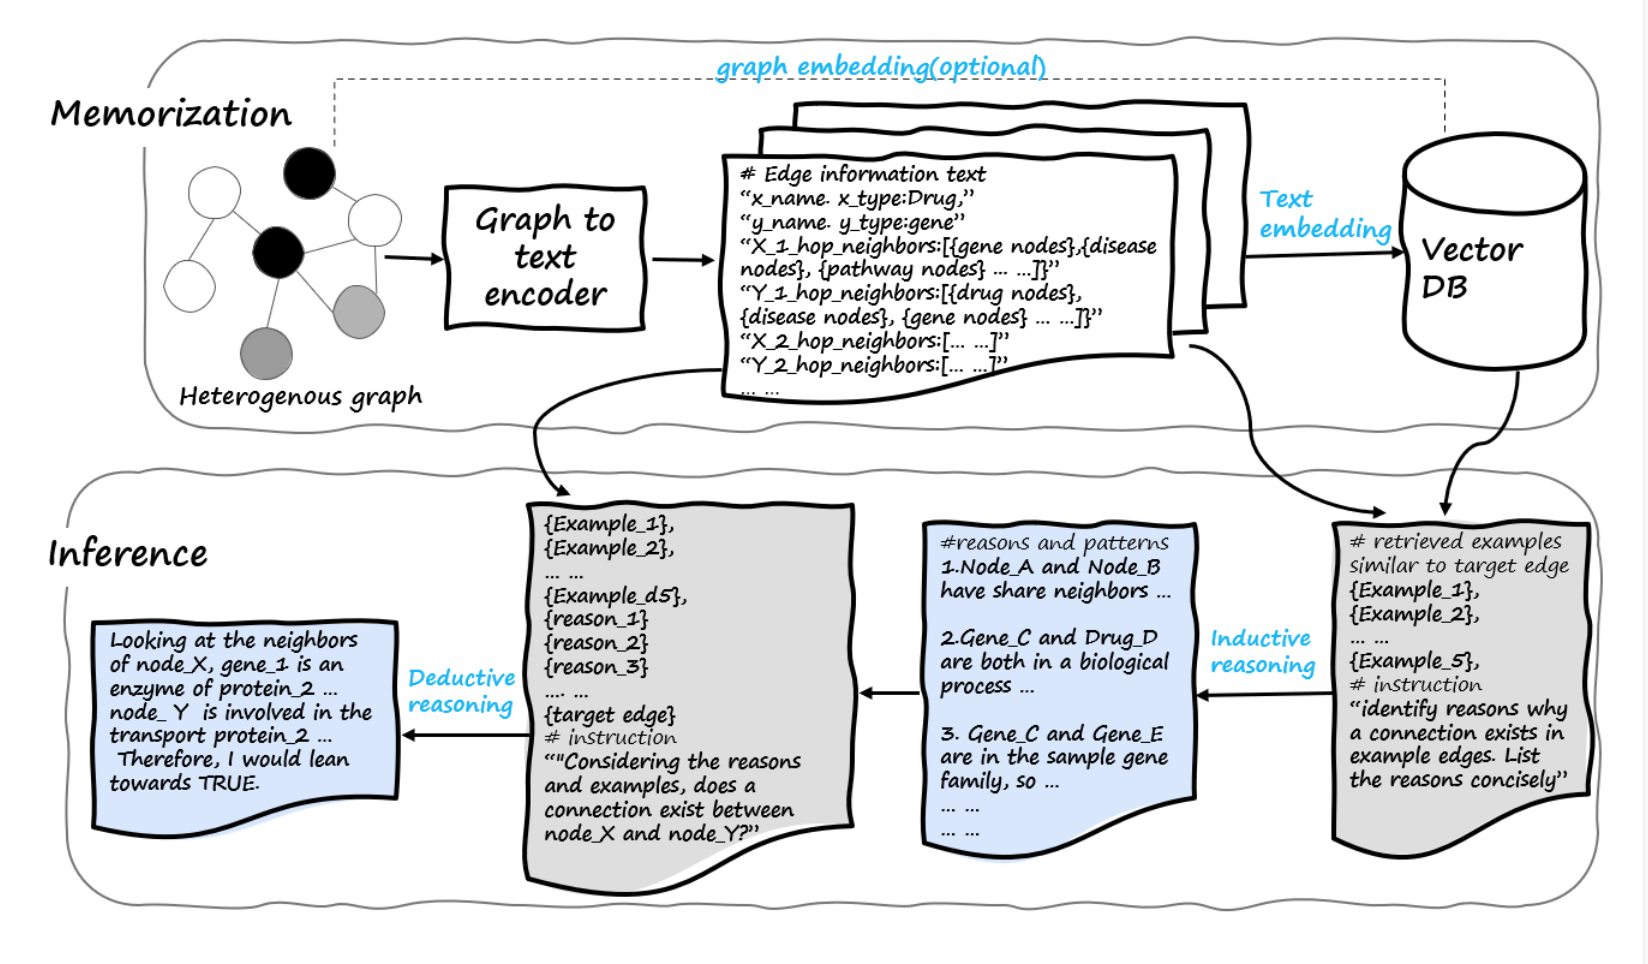 graph embedding(optional)
Memorization
# Edge information text
“x_name. x_type:Drug,”
“y_name. y_type:gene”
“X_1_hop_neighbors:[{gene nodes},{disease
nodes}, {pathway nodes} ... ...]}”
“Y_1_hop_neighbors:[{drug nodes},
{disease nodes}, {gene nodes} ... ...]}”
“X_2_hop_neighbors:[... ...]”
“Y_2_hop_neighbors:[... ...]”
... ...
Graph to
text
encoder
Text
embedding
Vector
DB
Heterogenous graph
Inference
# retrieved examples
similar to target edge
{Example_1},
{Example_2},
... ...
{Example_5},
# instruction
“identify reasons why
a connection exists in
example edges. List
the reasons concisely”
Inductive
reasoning
#reasons and patterns
1.Node_A and Node_B
have share neighbors ...
2.Gene_C and Drug_D
are both in a biological
process ...
3. Gene_C and Gene_E
are in the sample gene
family, so ...
... ...
... ...
{Example_1},
{Example_2},
... ...
{Example_d5},
{reason_1}
{reason_2}
{reason_3}
.... ...
{target edge}
# instruction
“"Considering the reasons
and examples, does a
connection exist between
node_X and node_Y?”
Deductive
reasoning
Looking at the neighbors
of node_X, gene_1 is an
enzyme of protein_2 ...
node_ Y is involved in the
transport protein_2 ...
Therefore, I would lean
towards TRUE.